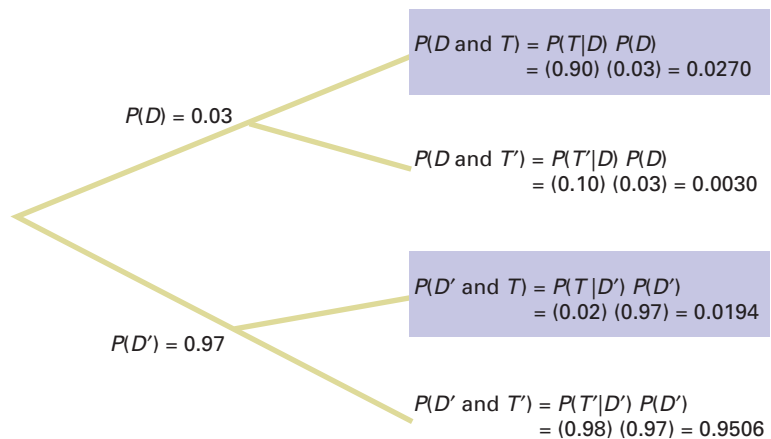 P(D and T) = P(T|D) P(D)
= (0.90) (0.03) = 0.0270
P(D) = 0.03
P(D and T′) = P(T′|D) P(D)
= (0.10) (0.03) = 0.0030
P(D′ and T) = P(T|D′) P(D′)
= (0.02) (0.97) = 0.0194
P(D′) = 0.97
P(D′ and T′) = P(T′|D′) P(D′)
= (0.98) (0.97) = 0.9506